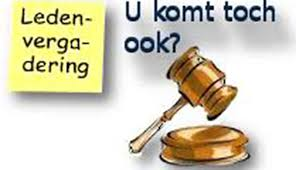 Leden-
verga-
dering
U komt toch
ook?